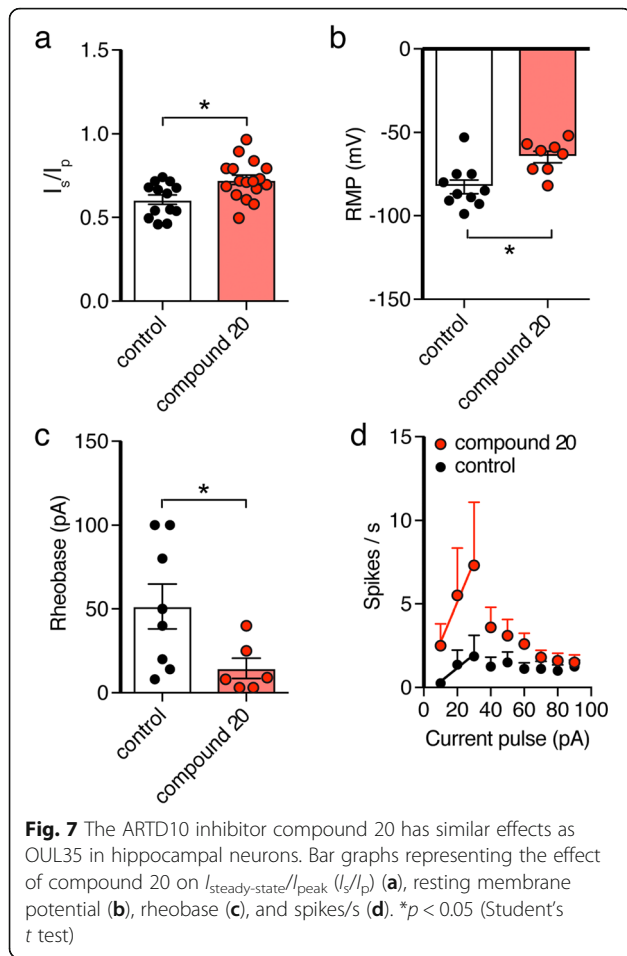 a
1.5
1.0
0.5
0.0
Is/Ip
*
control
compound 20
b
0
-50
-100
-150
RMP (mV)
*
control
compound 20
c
150
100
50
0
Rheobase (pA)
*
control
compound 20
d
compound 20
control
15
10
5
0
Spikes / s
0 20 40 60 80 100
Current pulse (pA)
Fig. 7 The ARTD10 inhibitor compound 20 has similar effects as
OUL35 in hippocampal neurons. Bar graphs representing the effect
of compound 20 on Isteady-state/Ipeak (Is/Ip) (a), resting membrane
potential (b), rheobase (c), and spikes/s (d). *p < 0.05 (Student's
t test)